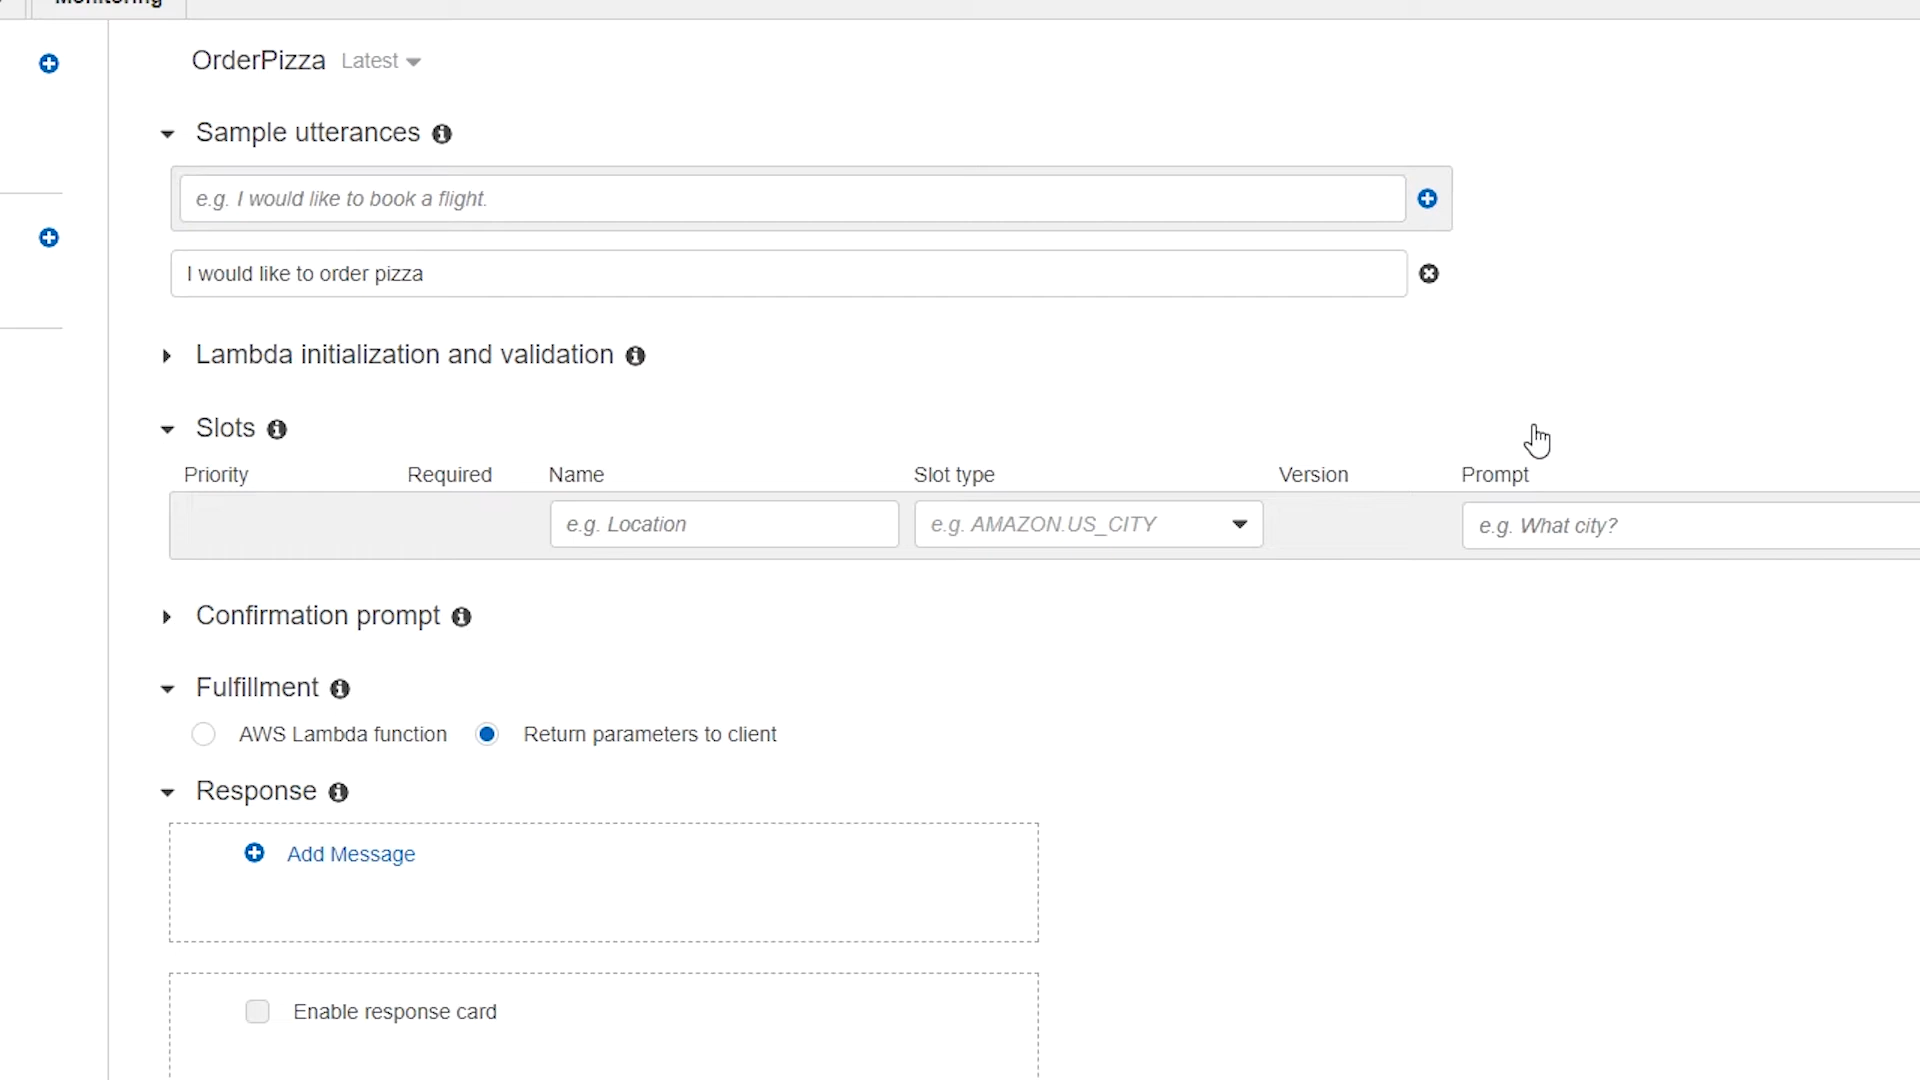 Monitoring
OrderPizza Latest
Sample utterances
e.g. I would like to book a flight.
I would like to order pizza
Lambda initialization and validation
Slots
Priority Required Name Slot type Version Prompt
e.g. Location e.g. AMAZON.US_CITY e.g. What city?
Confirmation prompt
Fulfillment
AWS Lambda function Return parameters to client
Response
Add Message
Enable response card